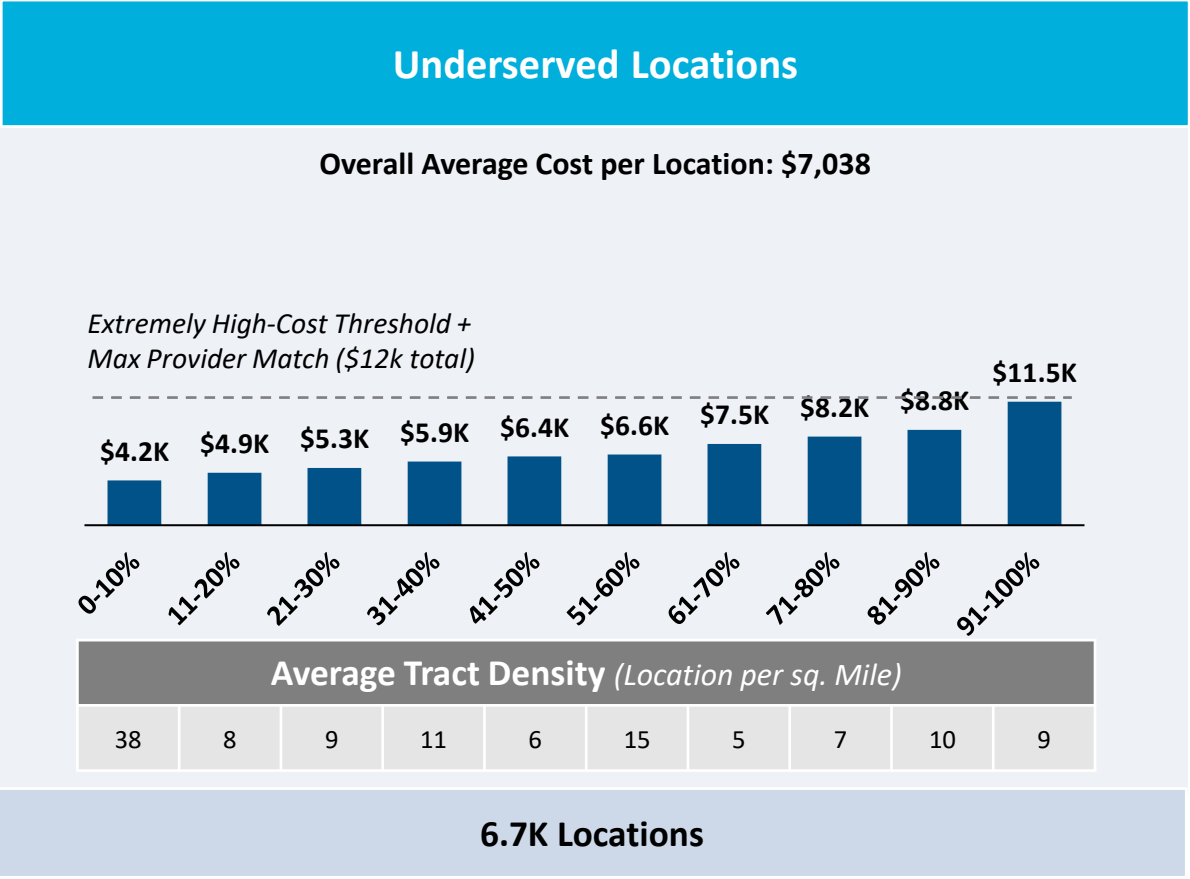 Underserved Locations
Overall Average Cost per Location: $7,038
Extremely High-Cost Threshold +
Max Provider Match ($12k total)
$4.2K
$4.9K
$5.3K
$5.9K
$6.4K
$6.6K
$7.5K
$8.2K
$8.8K
$11.5K
0-10%
11-20%
21-30%
31-40%
41-50%
51-60%
61-70%
71-80%
81-90%
91-100%
Average Tract Density (Location per sq. Mile)
38 8 9 11 6 15 5 7 10 9
6.7K Locations